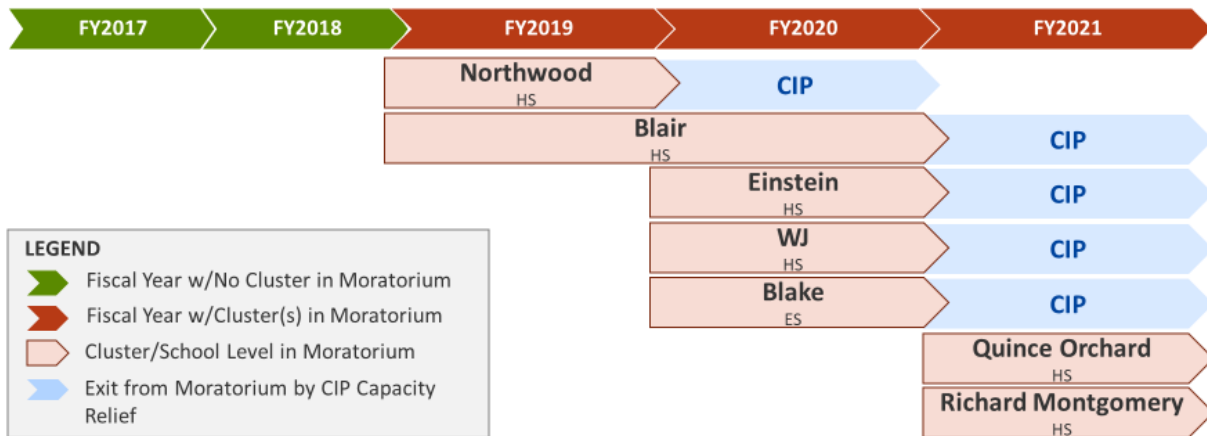 FY2017 FY2018 FY2019 FY2020 FY2021
Northwood
HS
CIP
Blair
HS
CIP
Einstein
HS
CIP
WJ
HS
CIP
Blake
ES
CIP
Quince Orchard
HS
Richard Montgomery
HS
LEGEND
Fiscal Year w/No Cluster in Moratorium
Fiscal Year w/Cluster(s) in Moratorium
Cluster/School Level in Moratorium
Exit from Moratorium by CIP Capacity
Relief